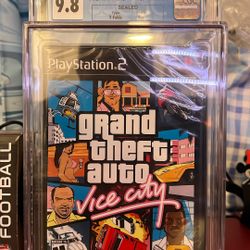 9.8
SEALED
PlayStation 2
grand
theft
auto
Vice City
FOOTBALL